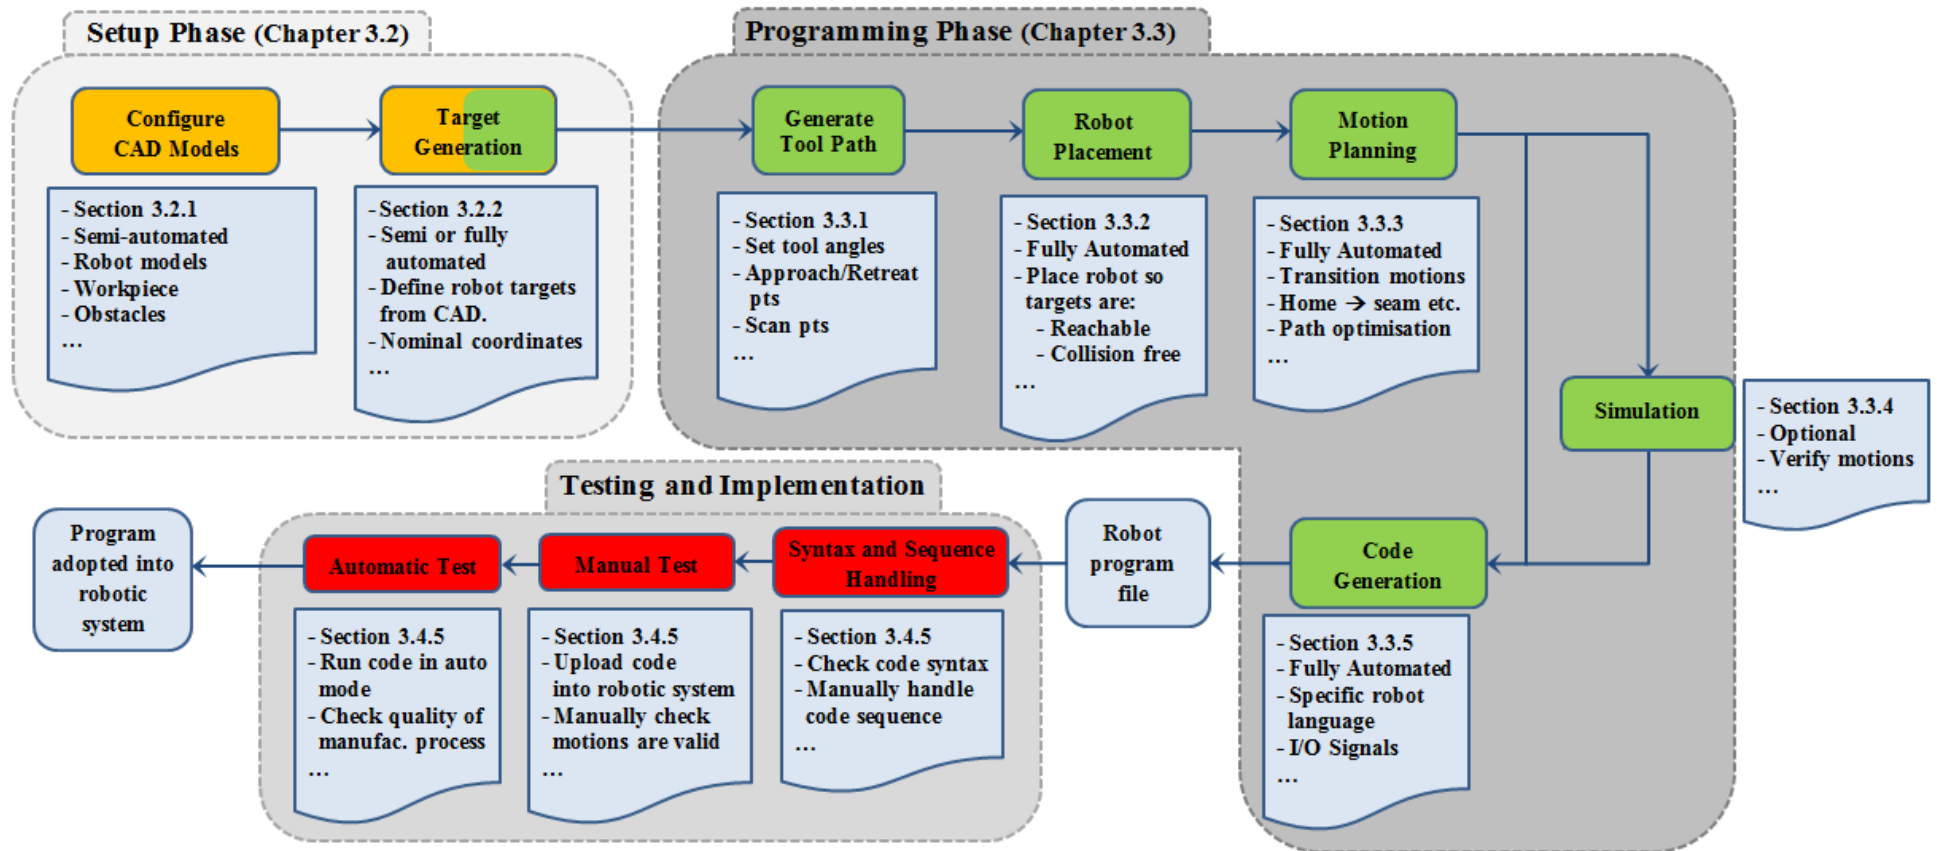 Setup Phase (Chapter 3.2)
Configure
CAD Models
- Section 3.2.1
- Semi-automated
- Robot models
- Workpiece
- Obstacles
...
Target
Generation
- Section 3.2.2
- Semi or fully
automated
- Define robot targets
from CAD.
- Nominal coordinates
...
Programming Phase (Chapter 3.3)
Generate
Tool Path
- Section 3.3.1
- Set tool angles
- Approach/Retreat
pts
- Scan pts
...
Robot
Placement
- Section 3.3.2
- Fully Automated
- Place robot so
targets are:
- Reachable
- Collision free
...
Motion
Planning
- Section 3.3.3
- Fully Automated
- Transition motions
- Home → seam etc.
- Path optimisation
...
Simulation
- Section 3.3.4
- Optional
- Verify motions
...
Code
Generation
- Section 3.3.5
- Fully Automated
- Specific robot
language
- I/O Signals
...
Robot
program
file
Testing and Implementation
Syntax and Sequence
Handling
- Section 3.4.5
- Check code syntax
- Manually handle
code sequence
...
Manual Test
- Section 3.4.5
- Upload code
into robotic system
- Manually check
motions are valid
...
Automatic Test
- Section 3.4.5
- Run code in auto
mode
- Check quality of
manufac. process
...
Program
adopted into
robotic
system